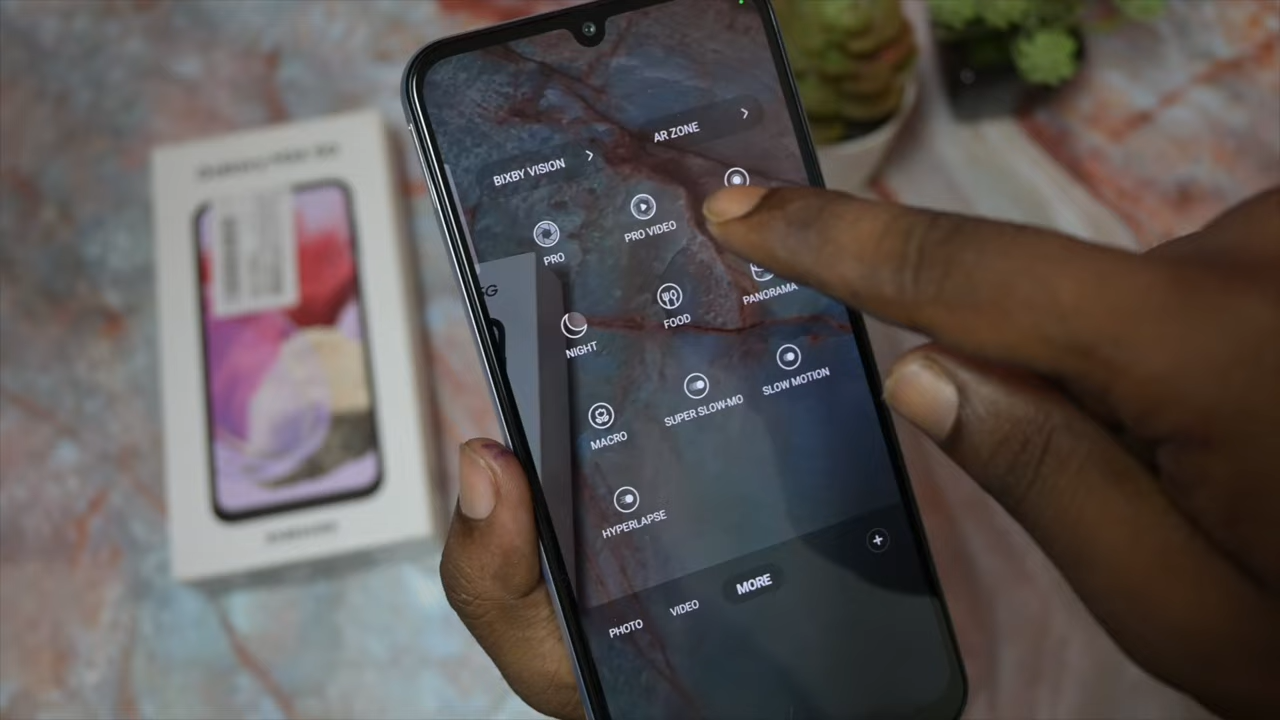 BIXBY VISION
AR ZONE
PRO
PRO VIDEO
NIGHT
FOOD
PANORAMA
MACRO
SUPER SLOW-MO
SLOW MOTION
HYPERLAPSE
PHOTO
VIDEO
MORE
5G